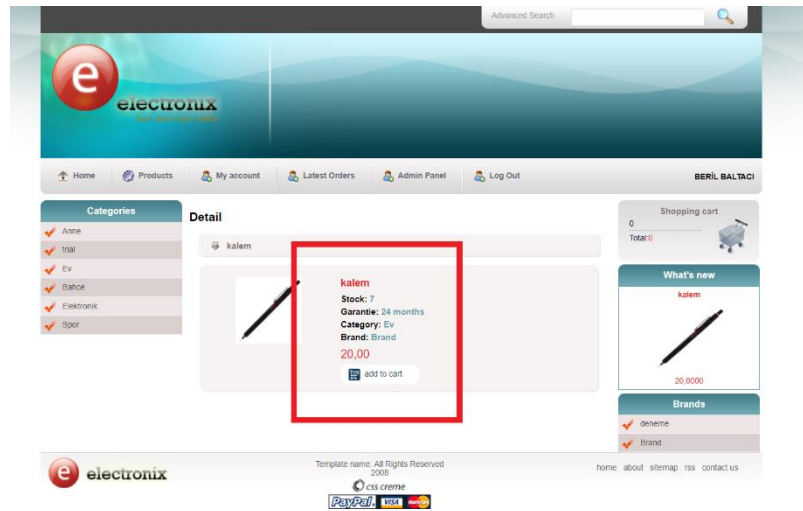 Advanced Search
e
electronix
Home
Products
My account
Latest Orders
Admin Panel
Log Out
BERİL BALTACI
Categories
Anne
trial
Ev
Bahce
Elektronik
Spor
Detail
kalem
kalem
Stock: 7
Garantie: 24 months
Category: Ev
Brand: Brand
20,00
add to cart
Shopping cart
0
Total:0
What's new
kalem
20,0000
Brands
deneme
Brand
e
electronix
Template name. All Rights Reserved
2008
css creme
PayPal VISA
home about sitemap rss contact us